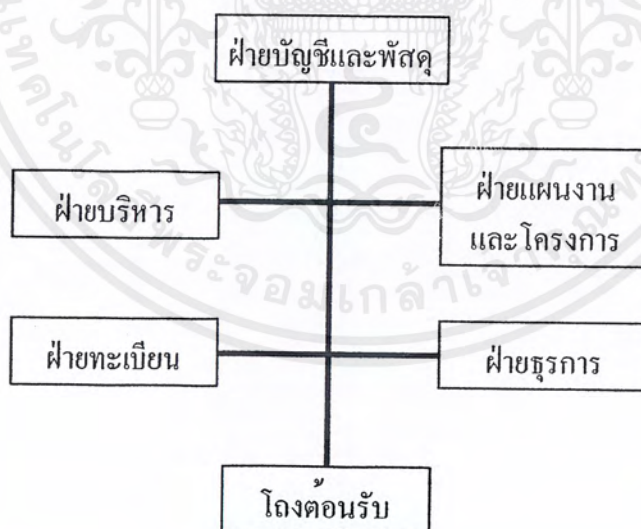 ฝ่ายบัญชีและพัสดุ
ฝ่ายบริหาร
ฝ่ายแผนงาน
และโครงการ
ฝ่ายทะเบียน
ฝ่ายธุรการ
โถงต้อนรับ